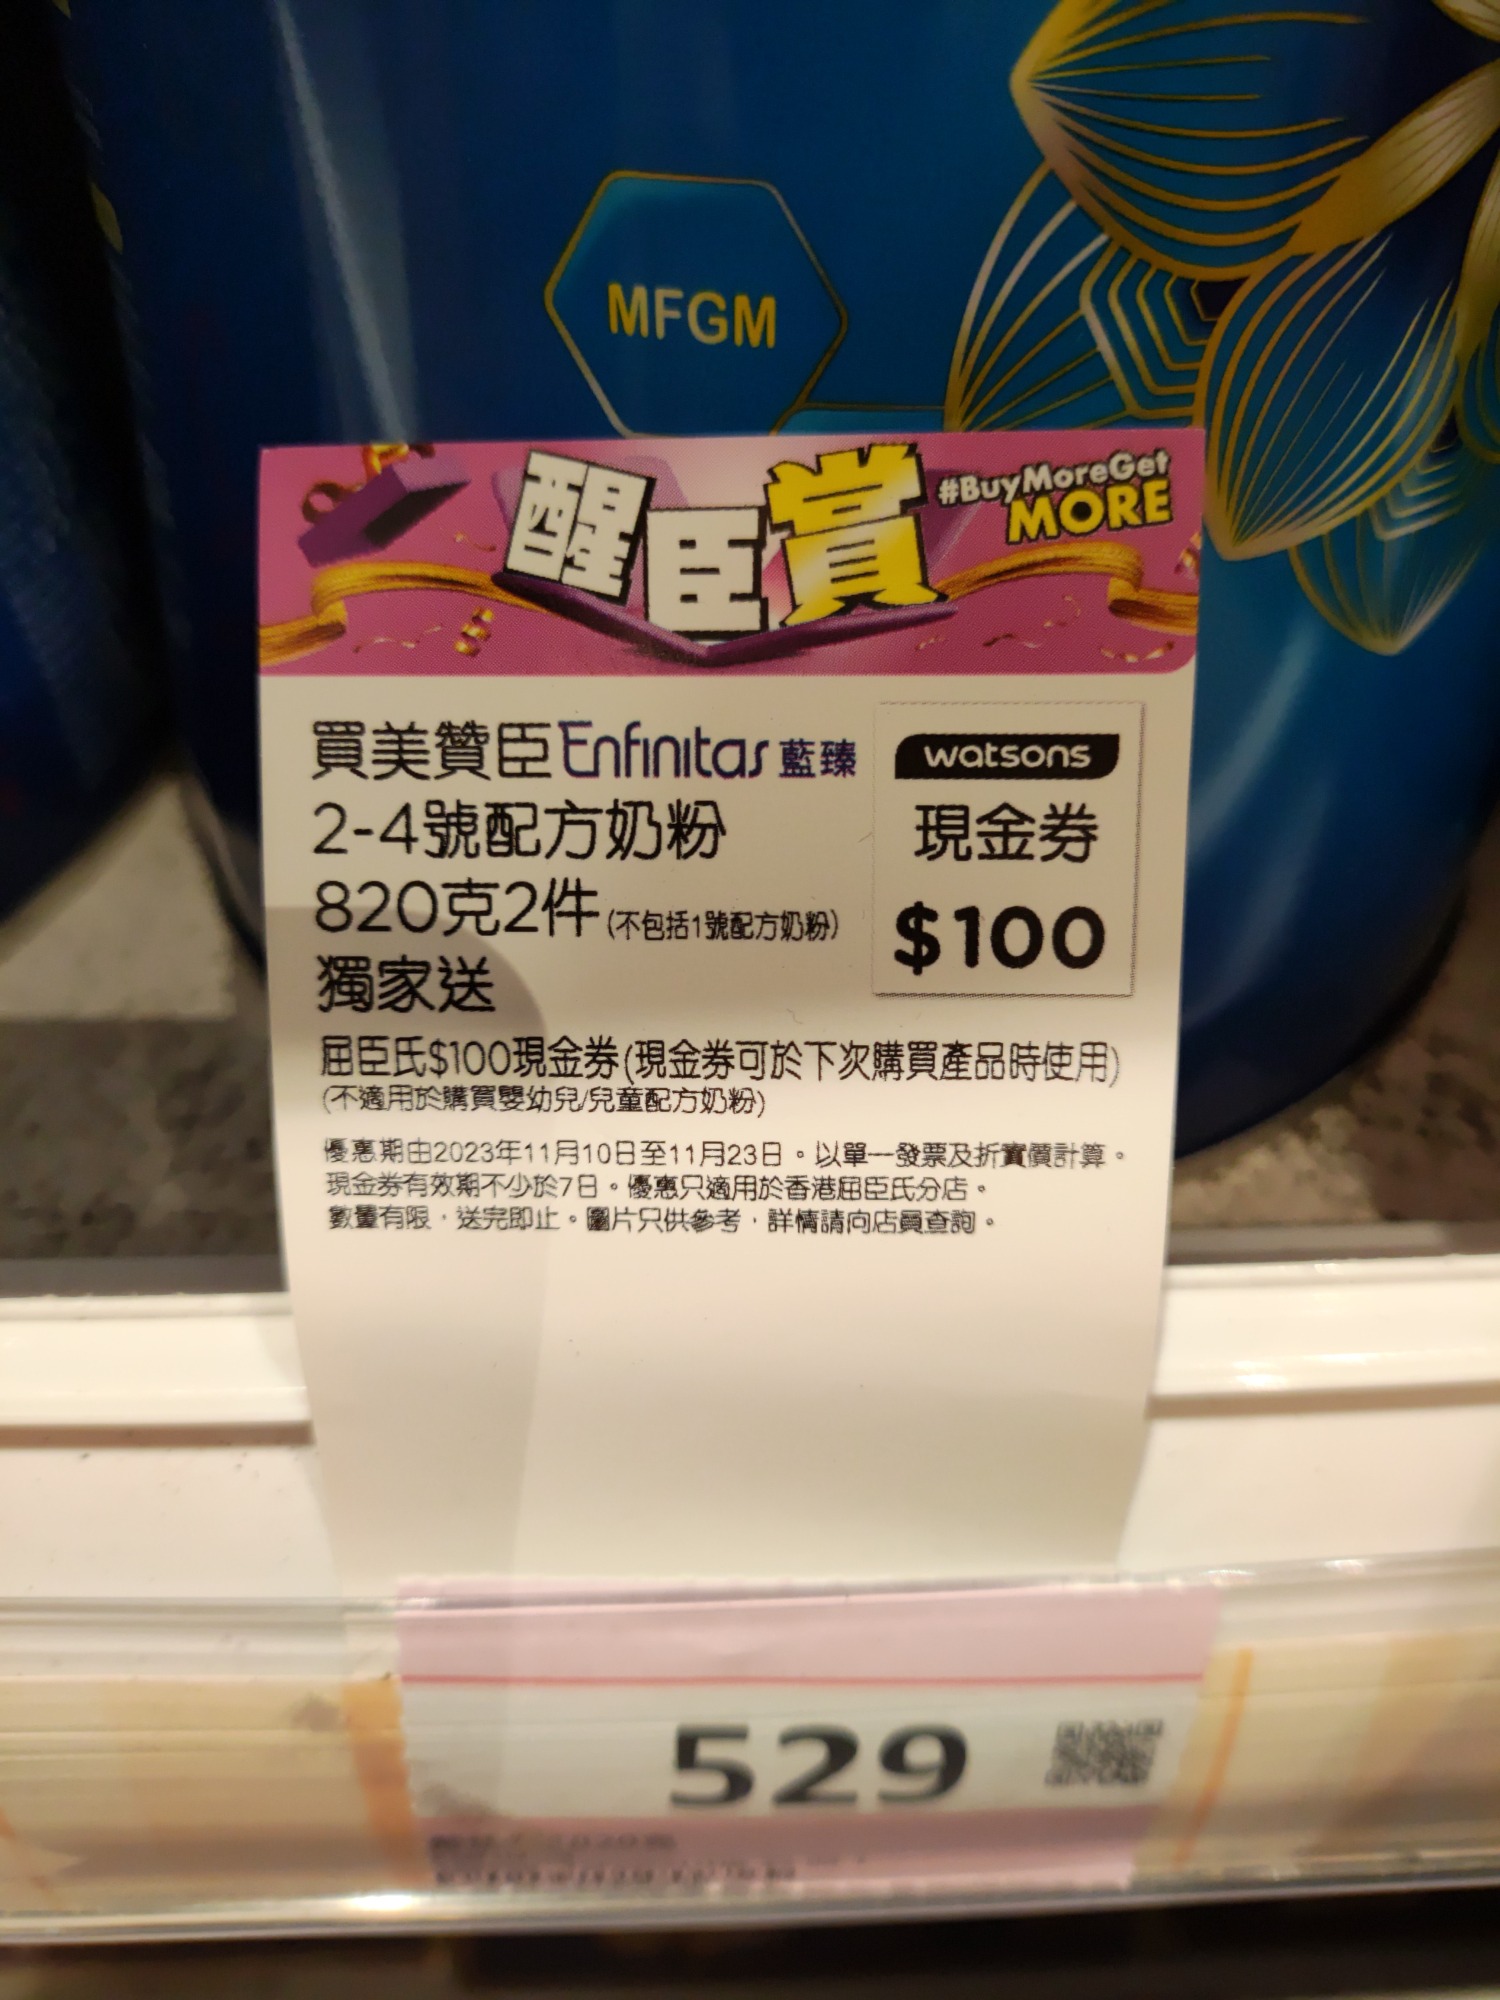 MFGM
醒臣賞
#BuyMoreGet
MORE
買美贊臣Enfinitas 藍臻
2-4號配方奶粉
820克2件(不包括1號配方奶粉)
獨家送
watsons
現金券
$100
屈臣氏$100現金券(現金券可於下次購買產品時使用)
(不適用於購買嬰幼兒/兒童配方奶粉)
優惠期由2023年11月10日至11月23日。以單一發票及折實價計算。
現金券有效期不少於7日。優惠只適用於香港屈臣氏分店。
數量有限,送完即止。圖片只供參考,詳情請向店員查詢。
529